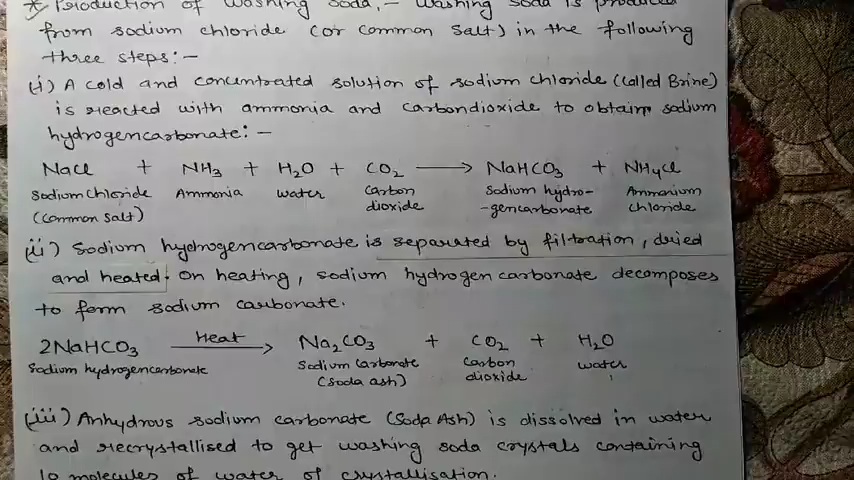 * Production of Washing Soda:- Washing Soda is produced
from sodium chloride (or common salt) in the following
three steps:-
(i) A cold and concentrated solution of sodium chloride (called Brine)
is reacted with ammonia and carbondioxide to obtain sodium
hydrogencarbonate:-
NaCl + NH₃ + H₂O + CO₂ ⟶ NaHCO₃ + NH₄Cl
Sodium Chloride Ammonia water carbon Sodium hydro- Ammonium
(common salt) dioxide -gencarbonate chloride
(ii) Sodium hydrogencarbonate is separated by filtration, dried
and heated. On heating, sodium hydrogen carbonate decomposes
to form sodium carbonate.
2NaHCO₃ Heat⟶ Na₂CO₃ + CO₂ + H₂O
Sodium hydrogencarbonate Sodium carbonate carbon water
(Soda ash) dioxide
(iii) Anhydrous sodium carbonate (Soda Ash) is dissolved in water
and recrystallised to get washing soda crystals containing
10 molecules of water of crystallisation.